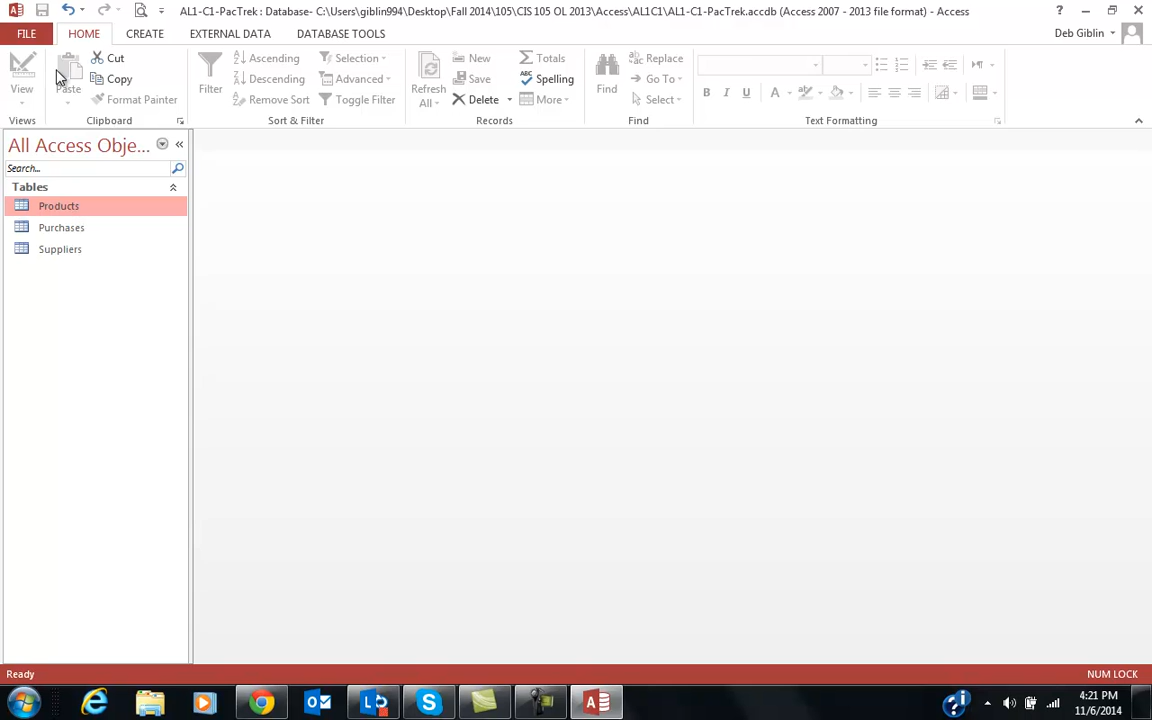 AL1-C1-PacTrek : Database- C:\Users\giblin994\Desktop\Fall 2014\105\CIS 105 OL 2013\Access\AL1C1\AL1-C1-PacTrek.accdb (Access 2007 - 2013 file format) - Access
FILE HOME CREATE EXTERNAL DATA DATABASE TOOLS Deb Giblin
View
Views
Paste
Cut
Copy
Format Painter
Clipboard
Filter
Ascending
Descending
Remove Sort
Selection
Advanced
Toggle Filter
Sort & Filter
Refresh
All
New
Save
Delete
Totals
Spelling
More
Records
Find
Replace
Go To
Select
Find
B I U A
Text Formatting
All Access Obje...
Search...
Tables
Products
Purchases
Suppliers
Ready NUM LOCK
4:21 PM
11/6/2014